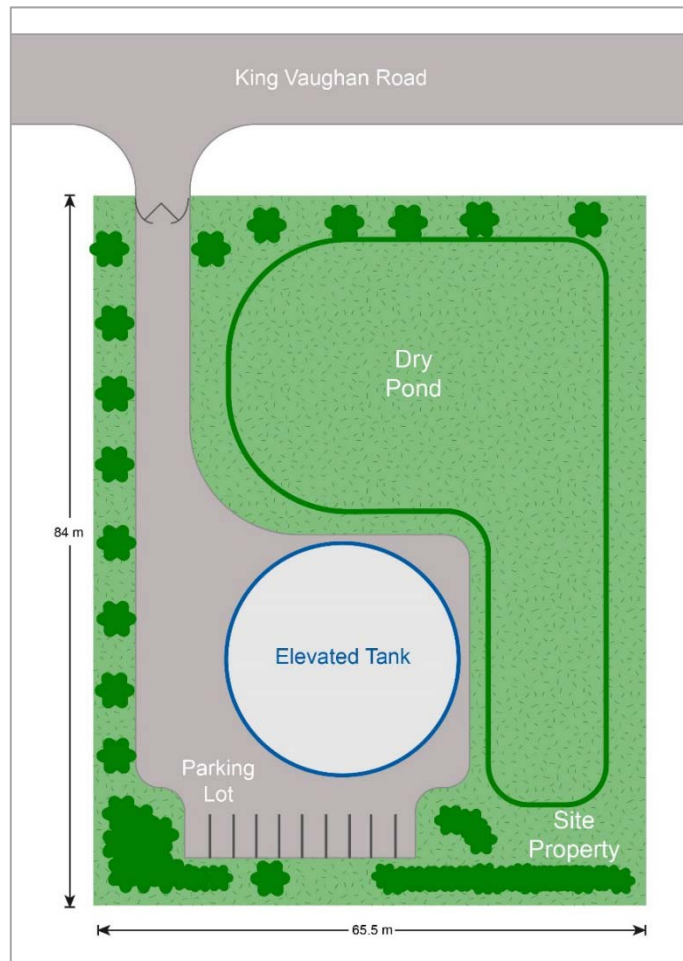 King Vaughan Road
Dry
Pond
84 m
Elevated Tank
Parking
Lot
Site
Property
65.5 m